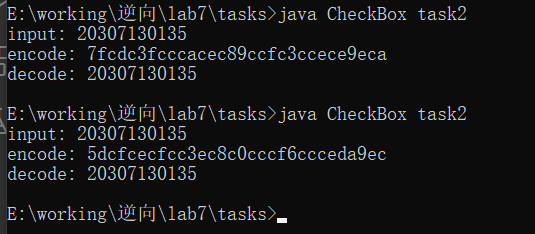 E:\working\逆向\lab7\tasks>java CheckBox task2
input: 20307130135
encode: 7fcdc3fcccacec89ccfc3ccece9eca
decode: 20307130135
E:\working\逆向\lab7\tasks>java CheckBox task2
input: 20307130135
encode: 5dcfcecfcc3ec8c0cccf6ccceda9ec
decode: 20307130135
E:\working\逆向\lab7\tasks>